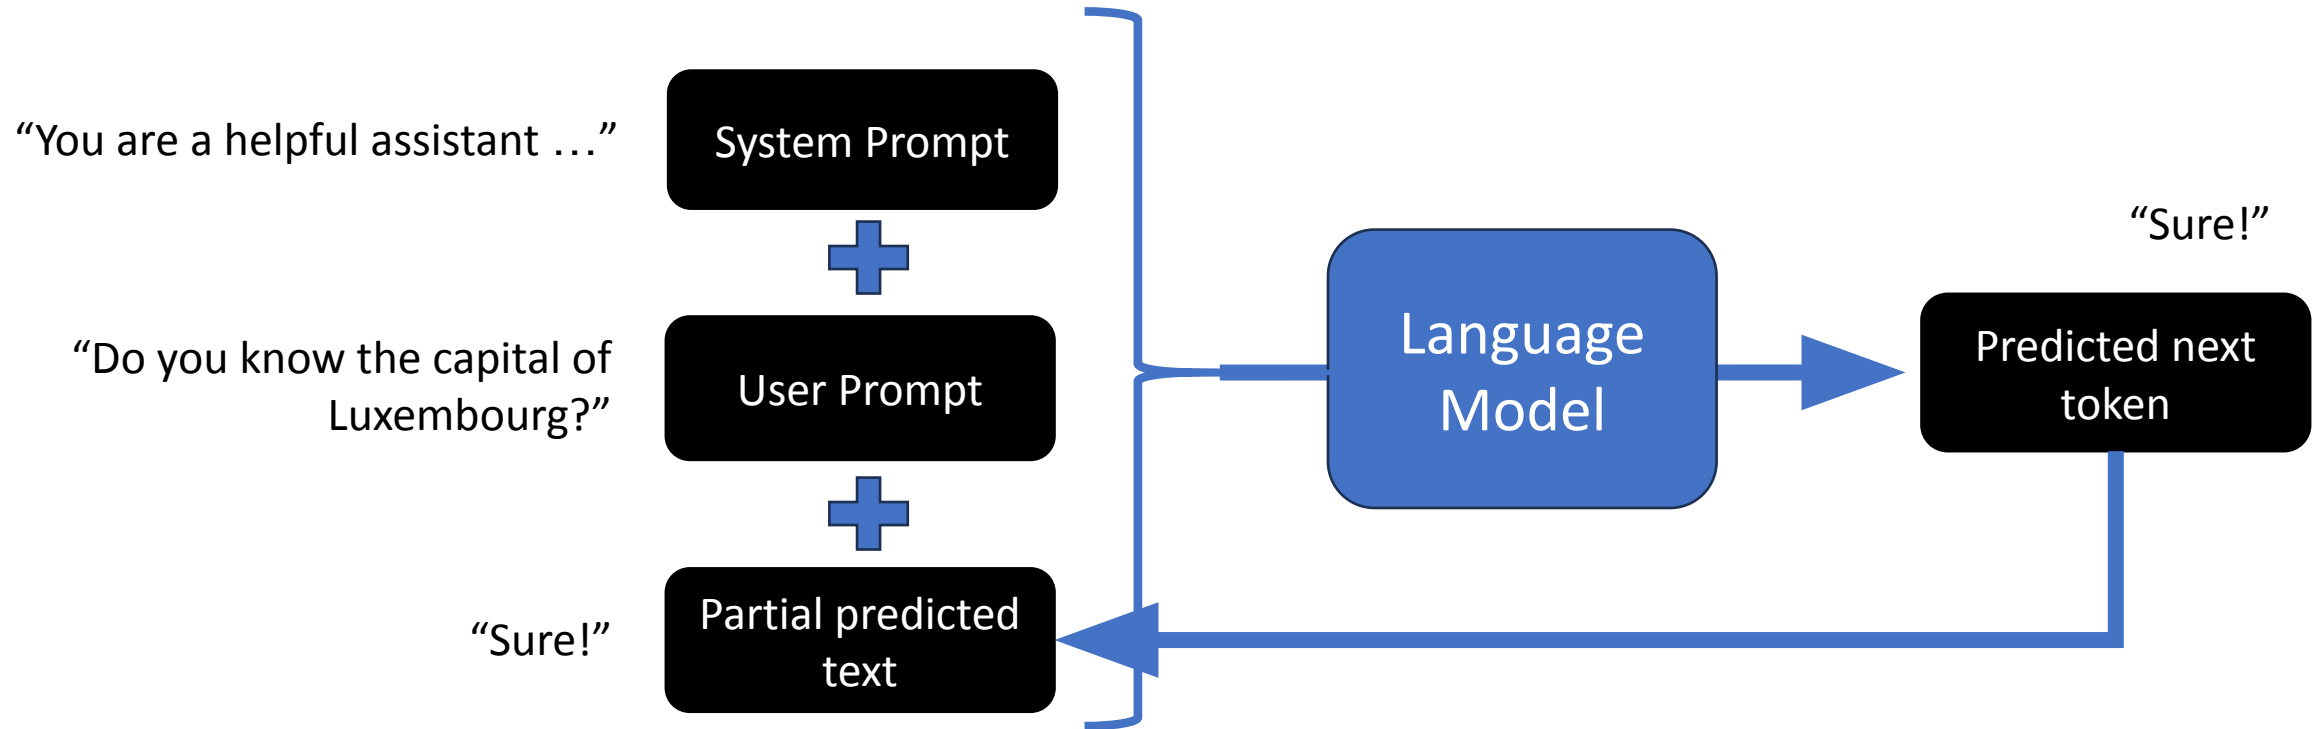 “You are a helpful assistant …”
System Prompt
“Do you know the capital of
Luxembourg?”
User Prompt
“Sure!”
Partial predicted
text
Language
Model
“Sure!”
Predicted next
token